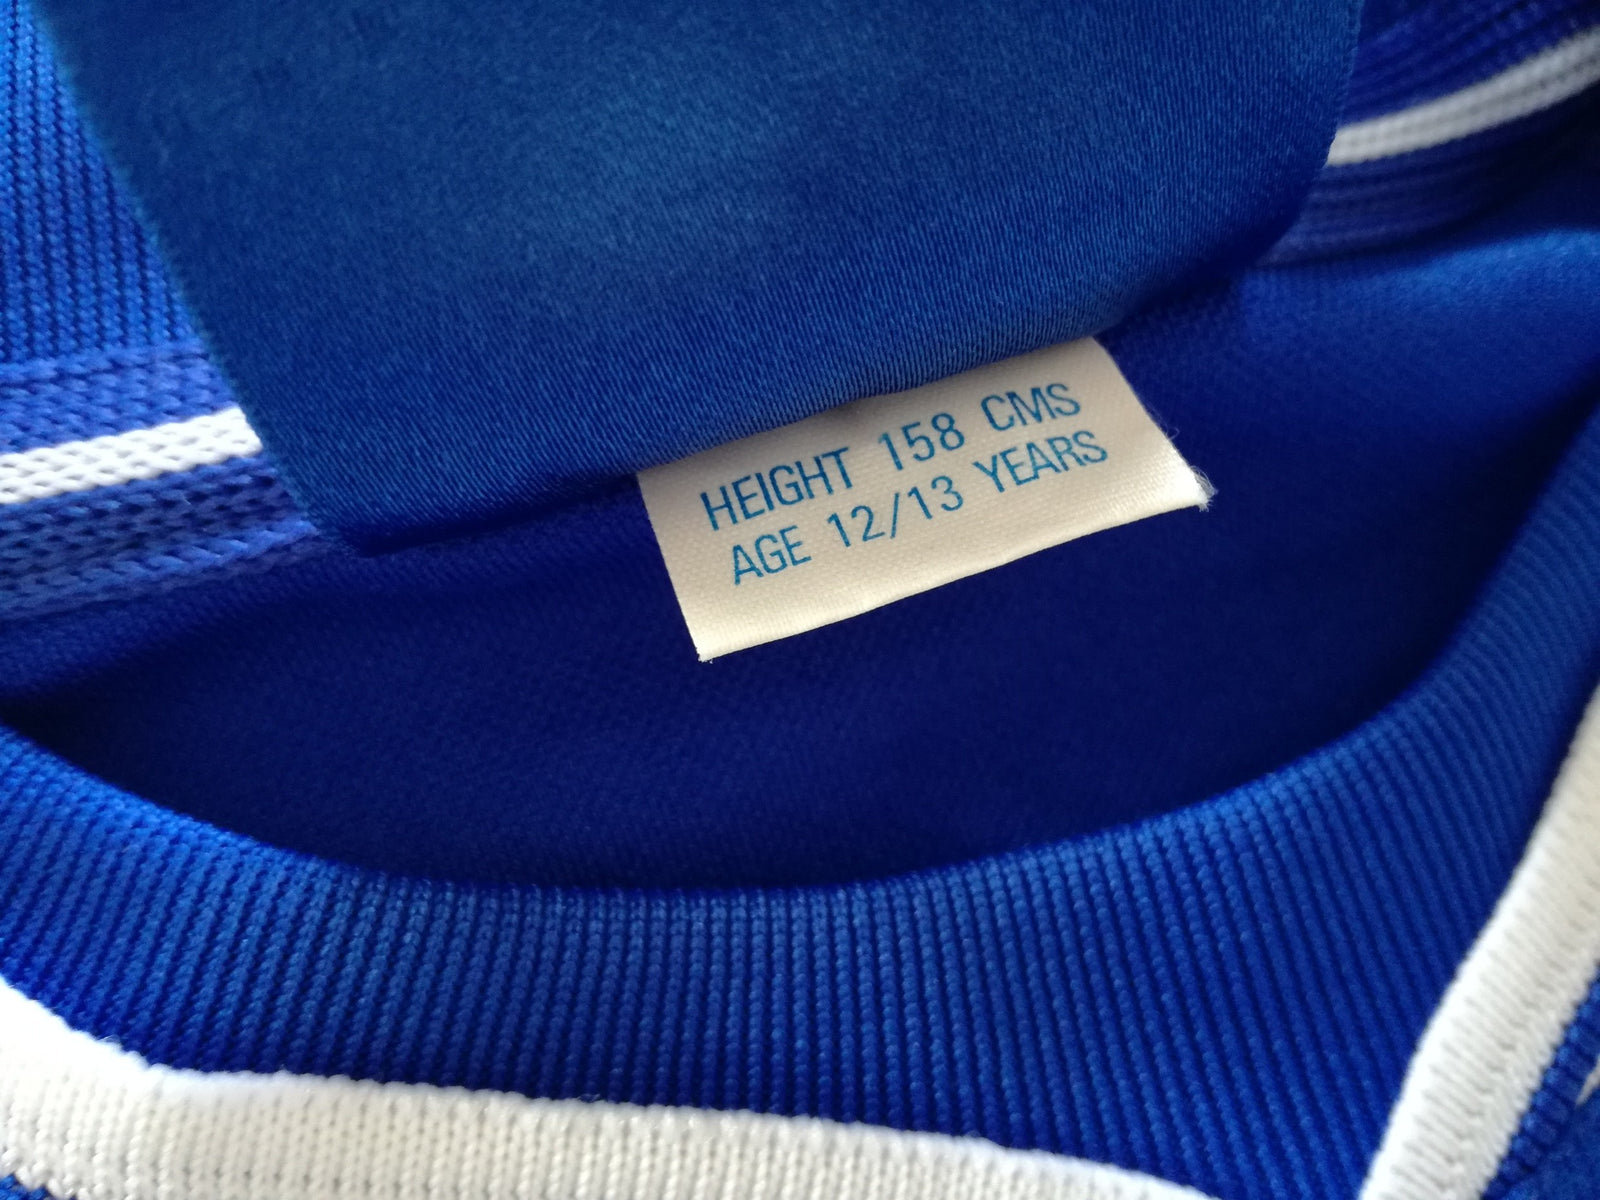 HEIGHT 158 CMS
AGE 12/13 YEARS